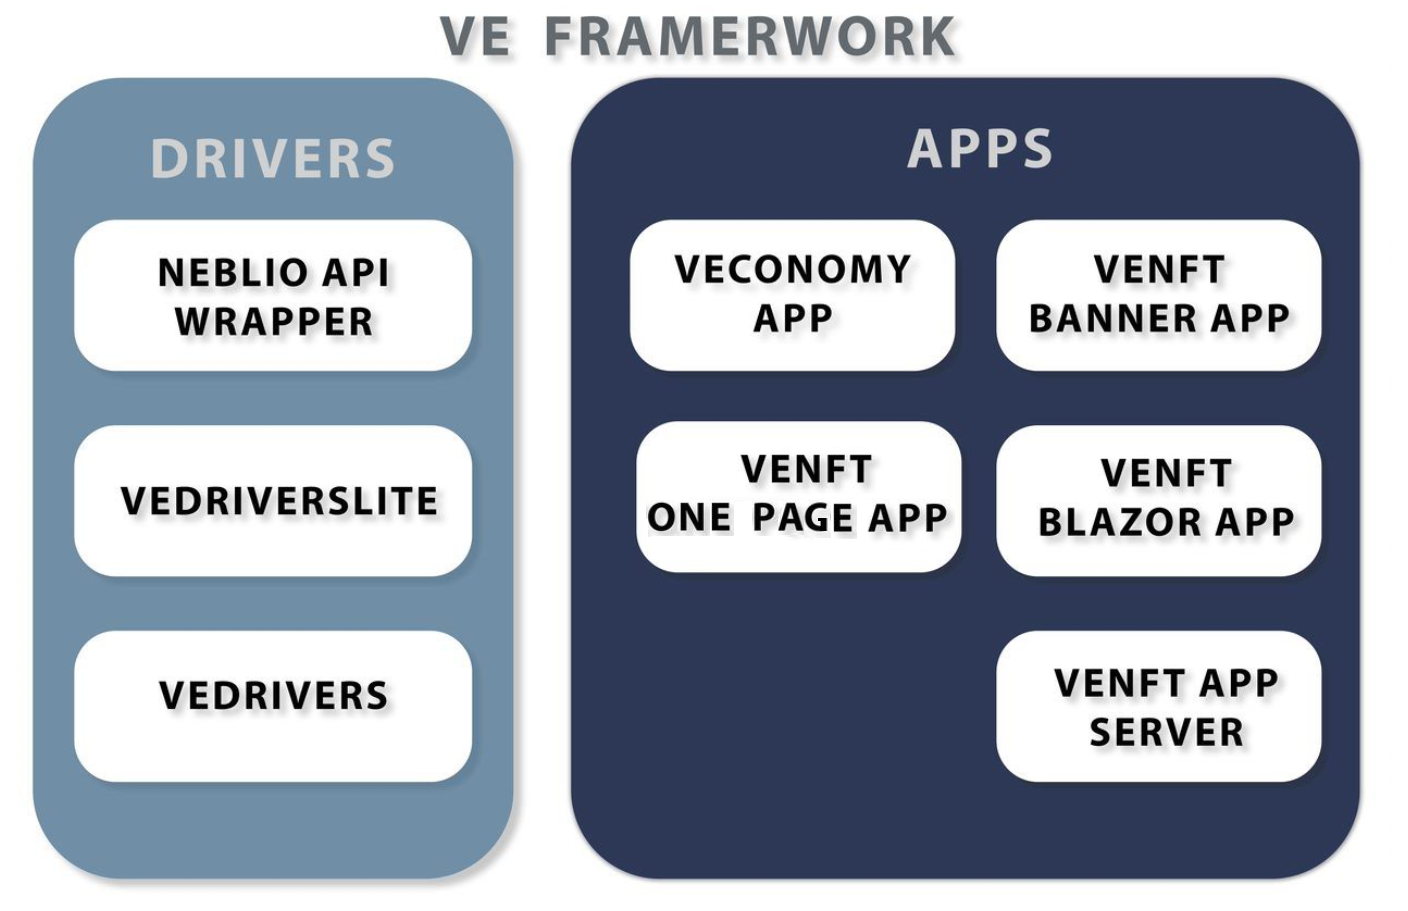 VE FRAMERWORK
DRIVERS
NEBLIO API
WRAPPER
VEDRIVERSLITE
VEDRIVERS
APPS
VECONOMY
APP
VENFT
BANNER APP
VENFT
ONE PAGE APP
VENFT
BLAZOR APP
VENFT APP
SERVER